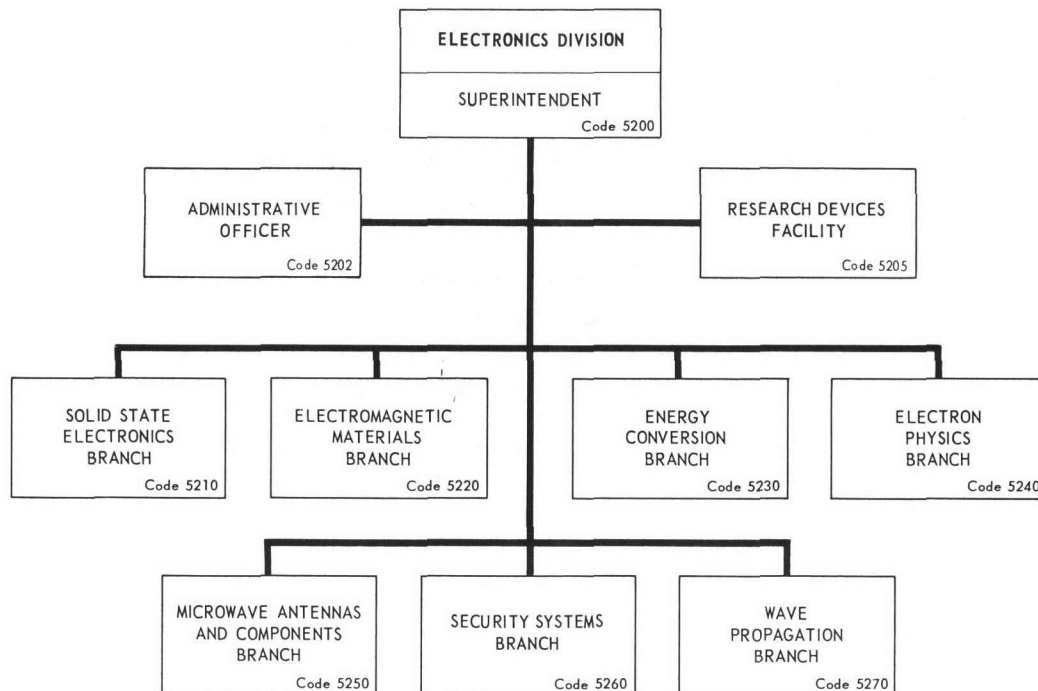 ELECTRONICS DIVISION
SUPERINTENDENT
Code 5200
ADMINISTRATIVE
OFFICER
Code 5202
RESEARCH DEVICES
FACILITY
Code 5205
SOLID STATE
ELECTRONICS
BRANCH
Code 5210
ELECTROMAGNETIC
MATERIALS
BRANCH
Code 5220
ENERGY
CONVERSION
BRANCH
Code 5230
ELECTRON
PHYSICS
BRANCH
Code 5240
MICROWAVE ANTENNAS
AND COMPONENTS
BRANCH
Code 5250
SECURITY SYSTEMS
BRANCH
Code 5260
WAVE
PROPAGATION
BRANCH
Code 5270